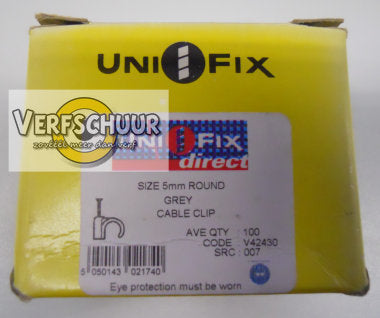 UNI FIX
VERFSCHUUR
zoveel meer dan verf
UNI FIX
direct
SIZE 5mm ROUND
GREY
CABLE CLIP
AVE QTY : 100
CODE : V42430
SRC : 007
5 050143 021740
Eye protection must be worn